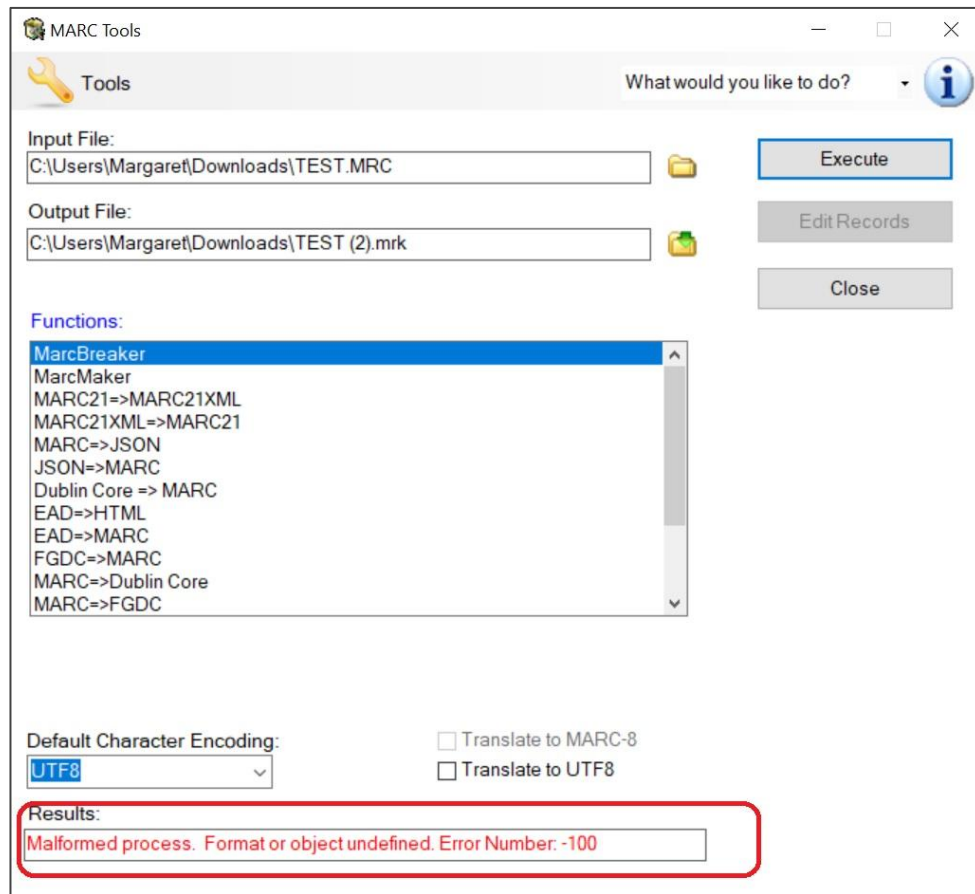 MARC Tools
Tools
What would you like to do?
Input File:
C:\Users\Margaret\Downloads\TEST.MRC
Execute
Output File:
C:\Users\Margaret\Downloads\TEST (2).mrk
Edit Records
Close
Functions:
MarcBreaker
MarcMaker
MARC21=>MARC21XML
MARC21XML=>MARC21
MARC=>JSON
JSON=>MARC
Dublin Core => MARC
EAD=>HTML
EAD=>MARC
FGDC=>MARC
MARC=>Dublin Core
MARC=>FGDC
Default Character Encoding:
Translate to MARC-8
UTF8
Translate to UTF8
Results:
Malformed process.  Format or object undefined. Error Number: -100